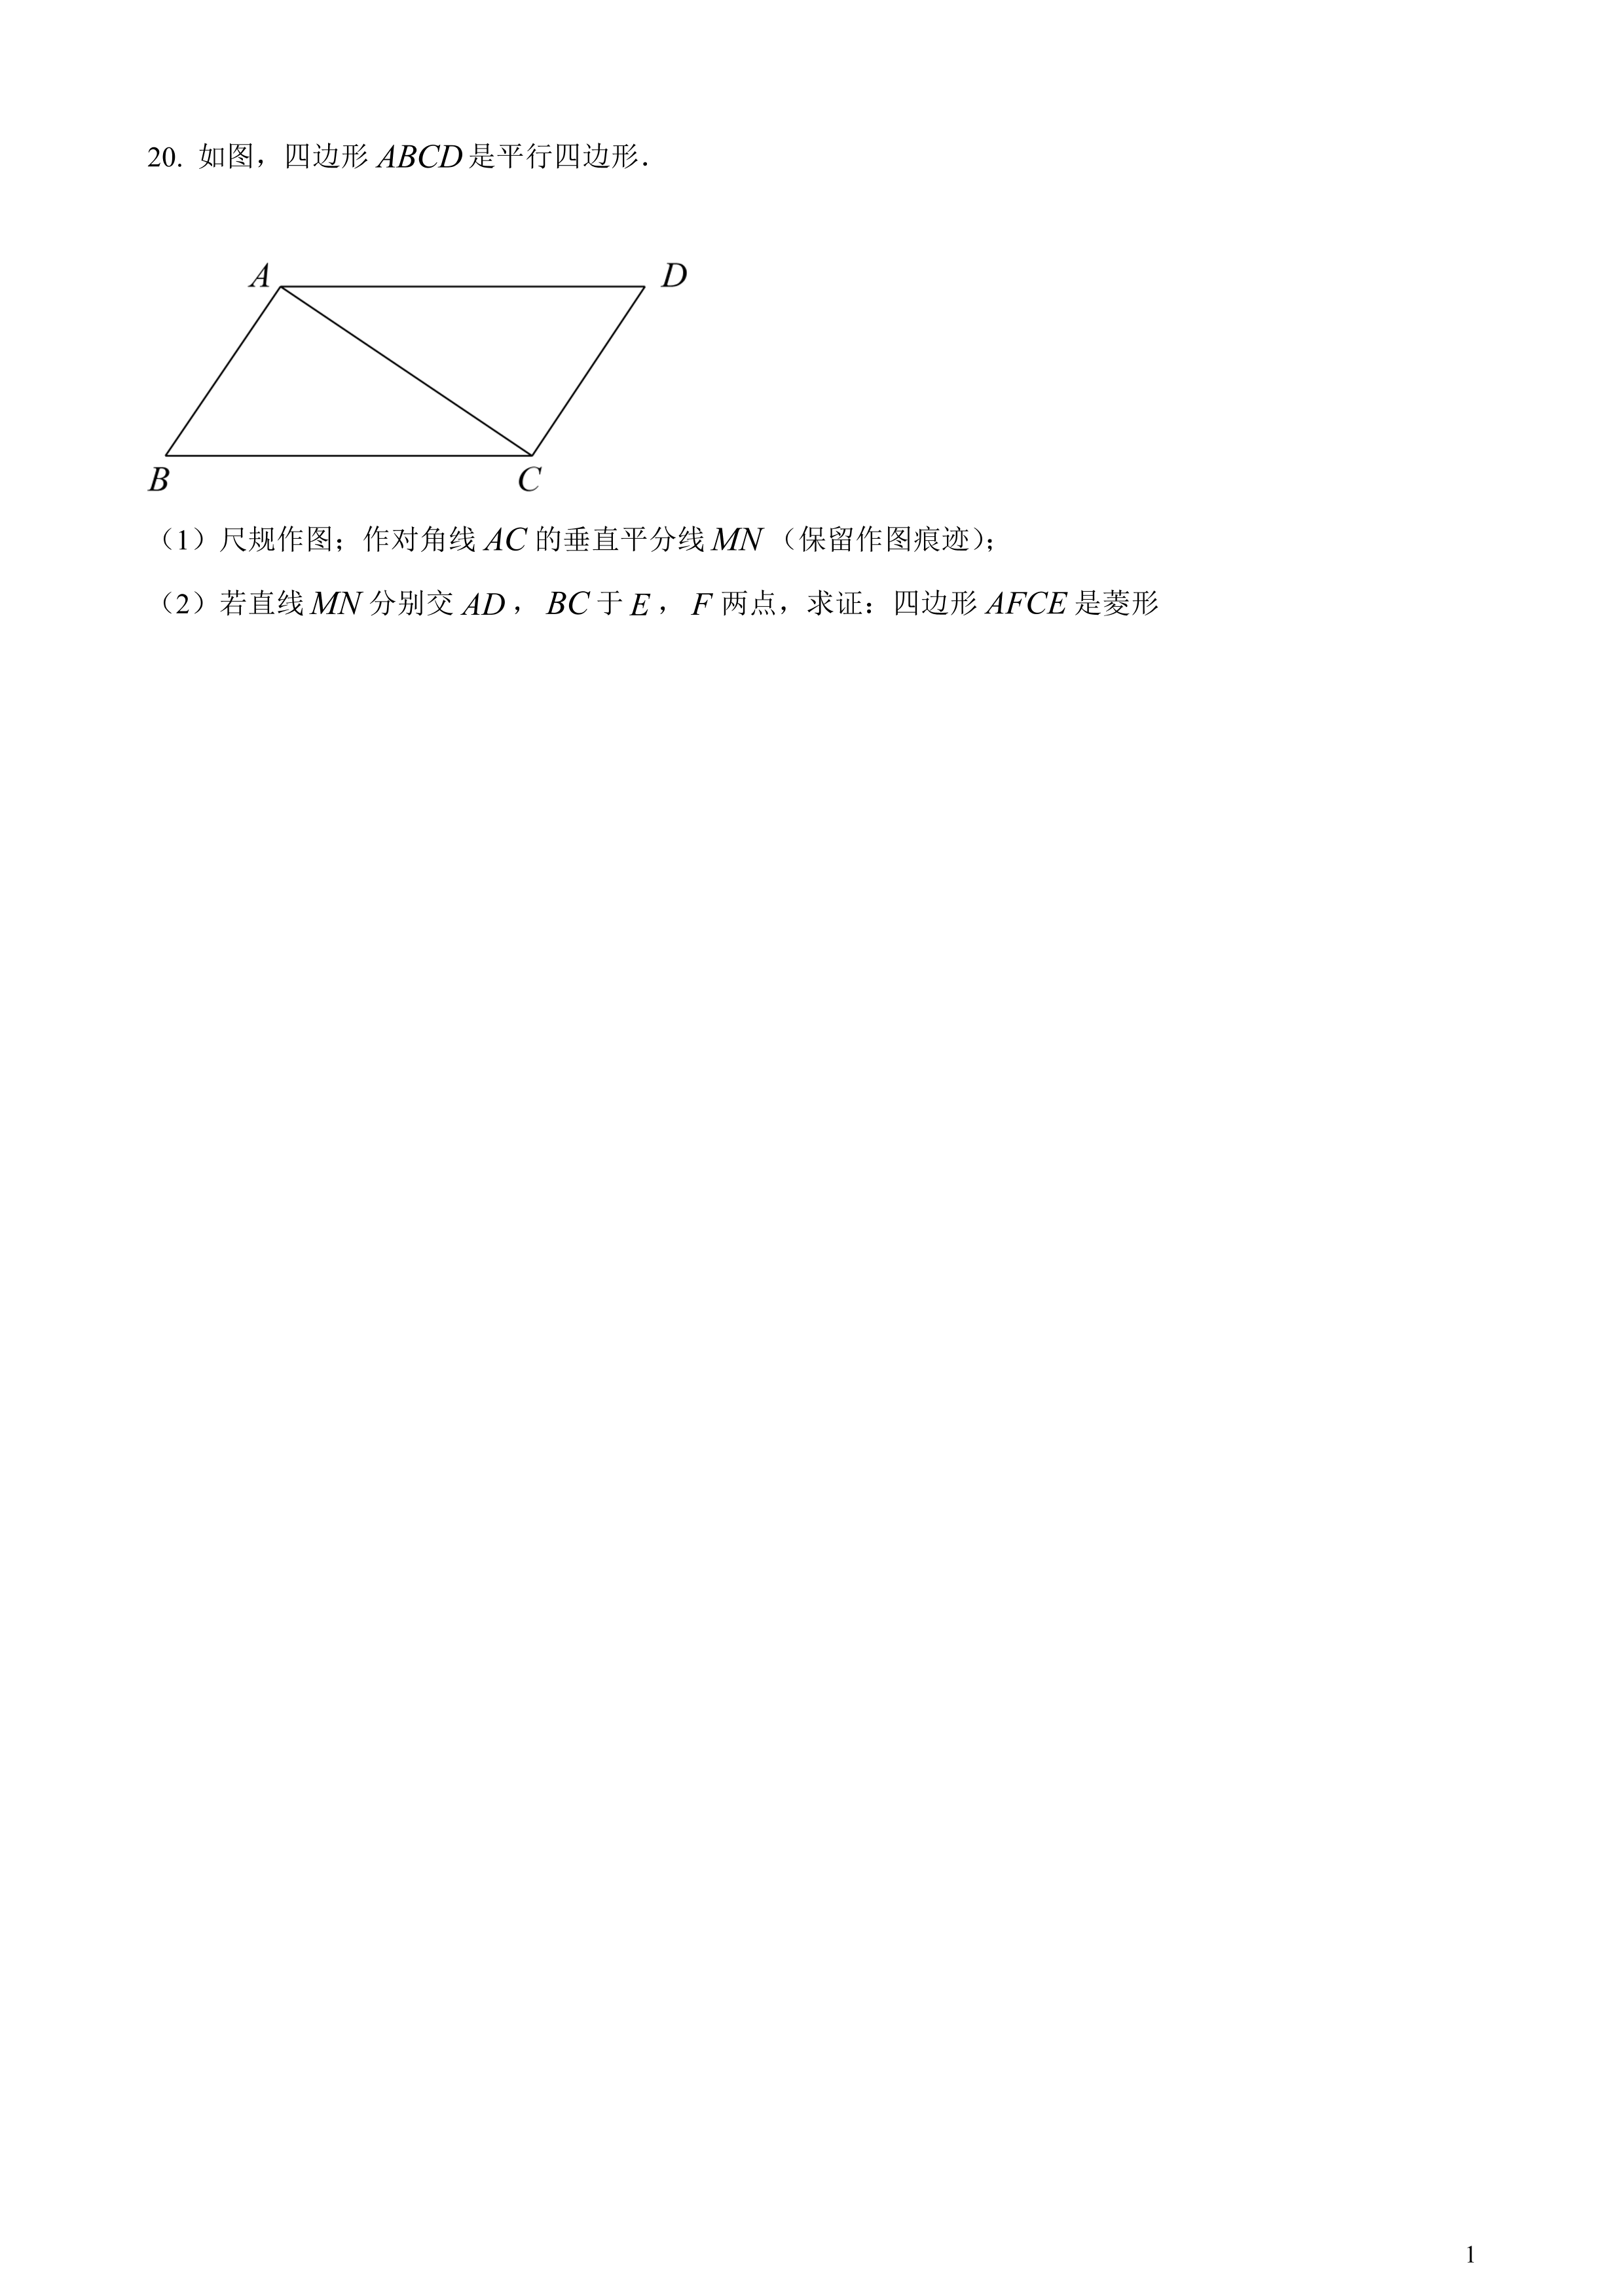 20. 如图，四边形 ABCD 是平行四边形．
A
D
B
C
（1）尺规作图；作对角线 AC 的垂直平分线 MN （保留作图痕迹）；
（2）若直线 MN 分别交 AD ， BC 于 E ， F 两点，求证：四边形 AFCE 是菱形
1